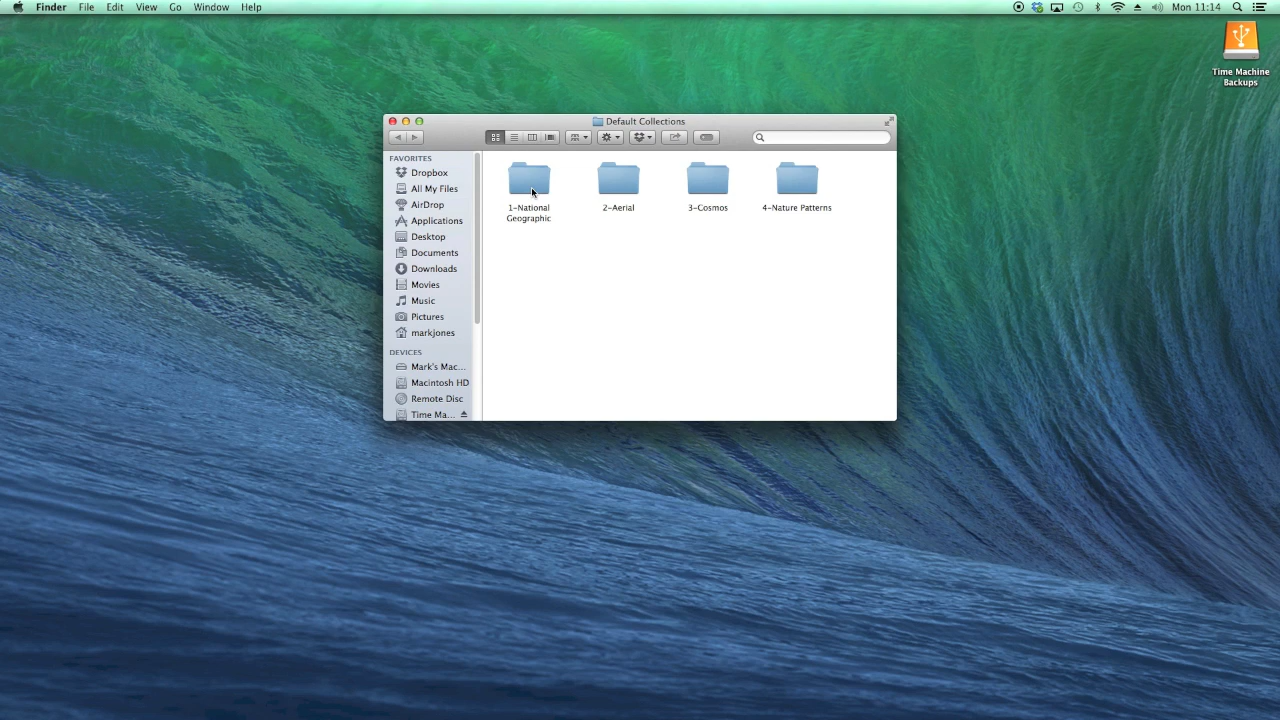 Finder File Edit View Go Window Help Mon 11:14
Time Machine
Backups
Default Collections
FAVORITES
Dropbox
All My Files
AirDrop
Applications
Desktop
Documents
Downloads
Movies
Music
Pictures
markjones
DEVICES
Mark's Mac...
Macintosh HD
Remote Disc
Time Ma...
1-National
Geographic
2-Aerial
3-Cosmos
4-Nature Patterns